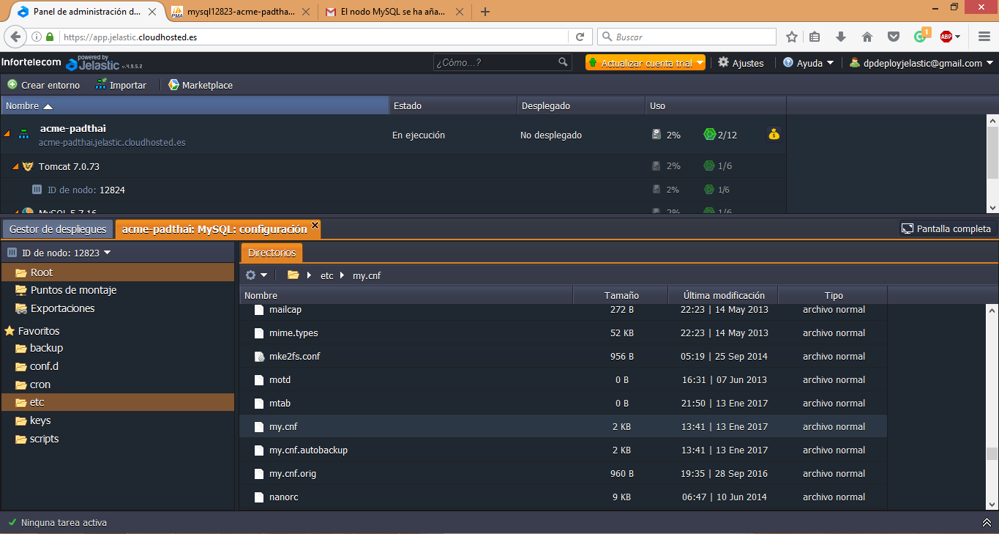 Panel de administración d...
mysql12823-acme-padtha...
El nodo MySQL se ha aña...
https://app.jelastic.cloudhosted.es
Buscar
1
ABP
Infortelecom powered by Jelastic v.4.9.5.2
¿Cómo...?
Actualizar cuenta trial
Ajustes
Ayuda
dpdeployjelastic@gmail.com
Crear entorno
Importar
Marketplace
Nombre Estado Desplegado Uso
acme-padthai
acme-padthai.jelastic.cloudhosted.es
En ejecución No desplegado 2% 2/12
Tomcat 7.0.73 2% 1/6
ID de nodo: 12824 2% 1/6
MySQL 5.7.16 2% 1/6
Gestor de despliegues
acme-padthai: MySQL: configuración
Pantalla completa
ID de nodo: 12823
Root
Puntos de montaje
Exportaciones
Favoritos
backup
conf.d
cron
etc
keys
scripts
Directorios
etc my.cnf
Nombre Tamaño Última modificación Tipo
mailcap 272 B 22:23 | 14 May 2013 archivo normal
mime.types 52 KB 22:23 | 14 May 2013 archivo normal
mke2fs.conf 956 B 05:19 | 25 Sep 2014 archivo normal
motd 0 B 16:31 | 07 Jun 2013 archivo normal
mtab 0 B 21:50 | 13 Ene 2017 archivo normal
my.cnf 2 KB 13:41 | 13 Ene 2017 archivo normal
my.cnf.autobackup 2 KB 13:41 | 13 Ene 2017 archivo normal
my.cnf.orig 960 B 19:35 | 28 Sep 2016 archivo normal
nanorc 9 KB 06:47 | 10 Jun 2014 archivo normal
Ninguna tarea activa